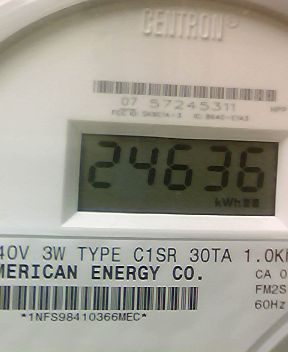 CENTRON
07 57245311
24636
kWh
40V 3W TYPE C1SR 30TA 1.0K
MERICAN ENERGY CO.
CA 0
FM2S
60Hz
*1NFS98410366MEC*